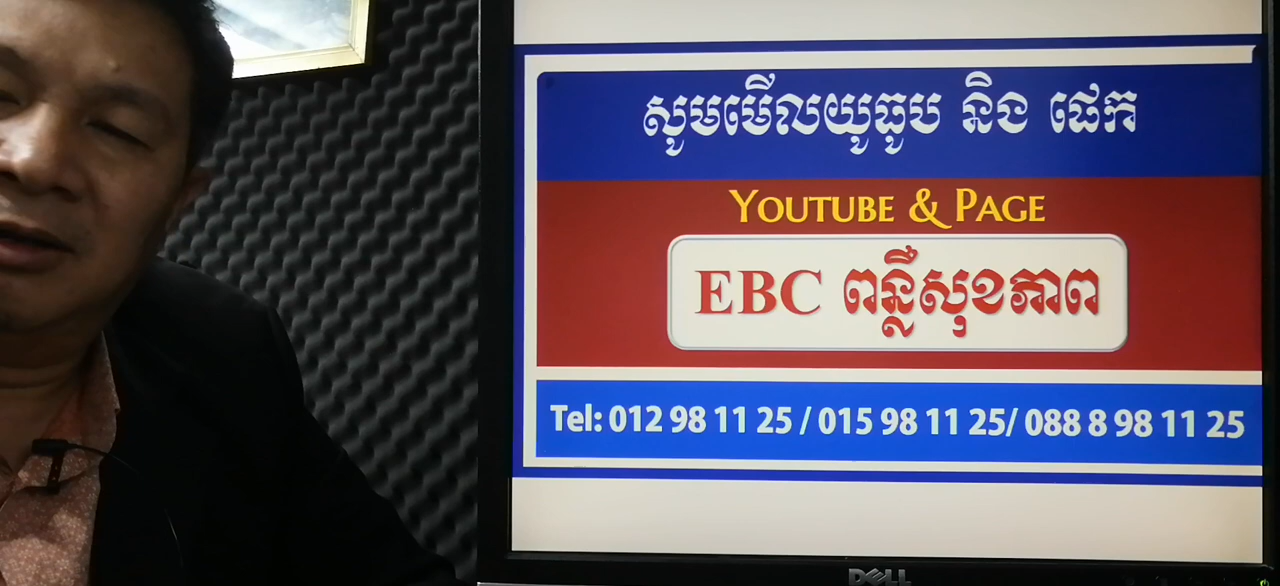 សូមមើលយូធូប និង ផេក
YOUTUBE & PAGE
EBC ពន្លឺសុខភាព
Tel: 012 98 11 25 / 015 98 11 25/ 088 8 98 11 25
DELL